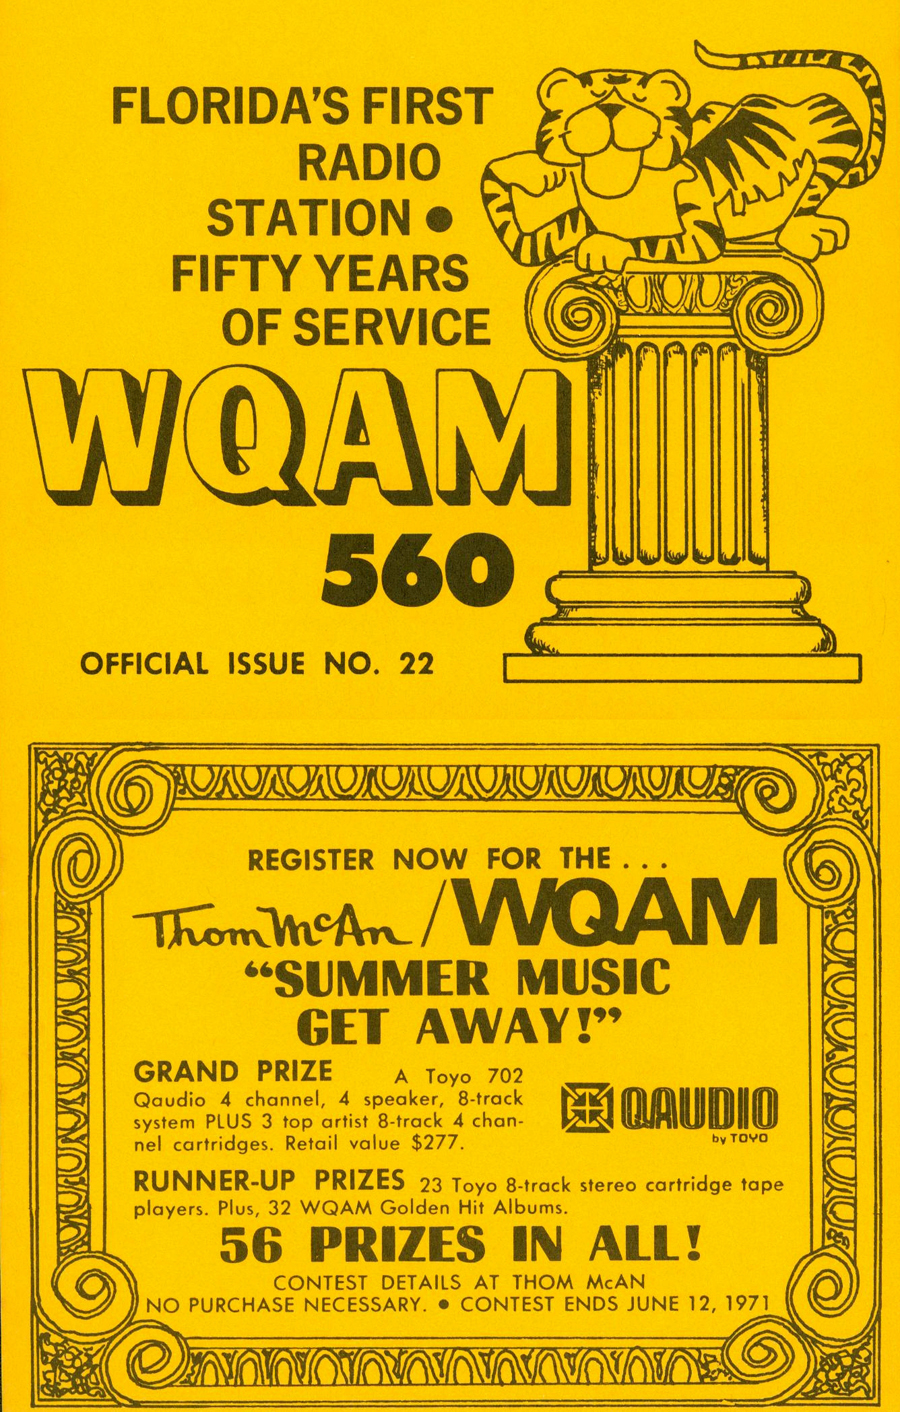 FLORIDA'S FIRST
RADIO
STATION ●
FIFTY YEARS
OF SERVICE
WQAM
560
OFFICIAL ISSUE NO. 22
REGISTER NOW FOR THE...
Thom McAn/WQAM
“SUMMER MUSIC
GET AWAY!”
GRAND PRIZE A Toyo 702
Qaudio 4 channel, 4 speaker, 8-track
system PLUS 3 top artist 8-track 4 chan-
nel cartridges. Retail value $277.
QAUDIO
by TOYO
RUNNER-UP PRIZES 23 Toyo 8-track stereo cartridge tape
players. Plus, 32 WQAM Golden Hit Albums.
56 PRIZES IN ALL!
CONTEST DETAILS AT THOM McAN
NO PURCHASE NECESSARY. ● CONTEST ENDS JUNE 12, 1971